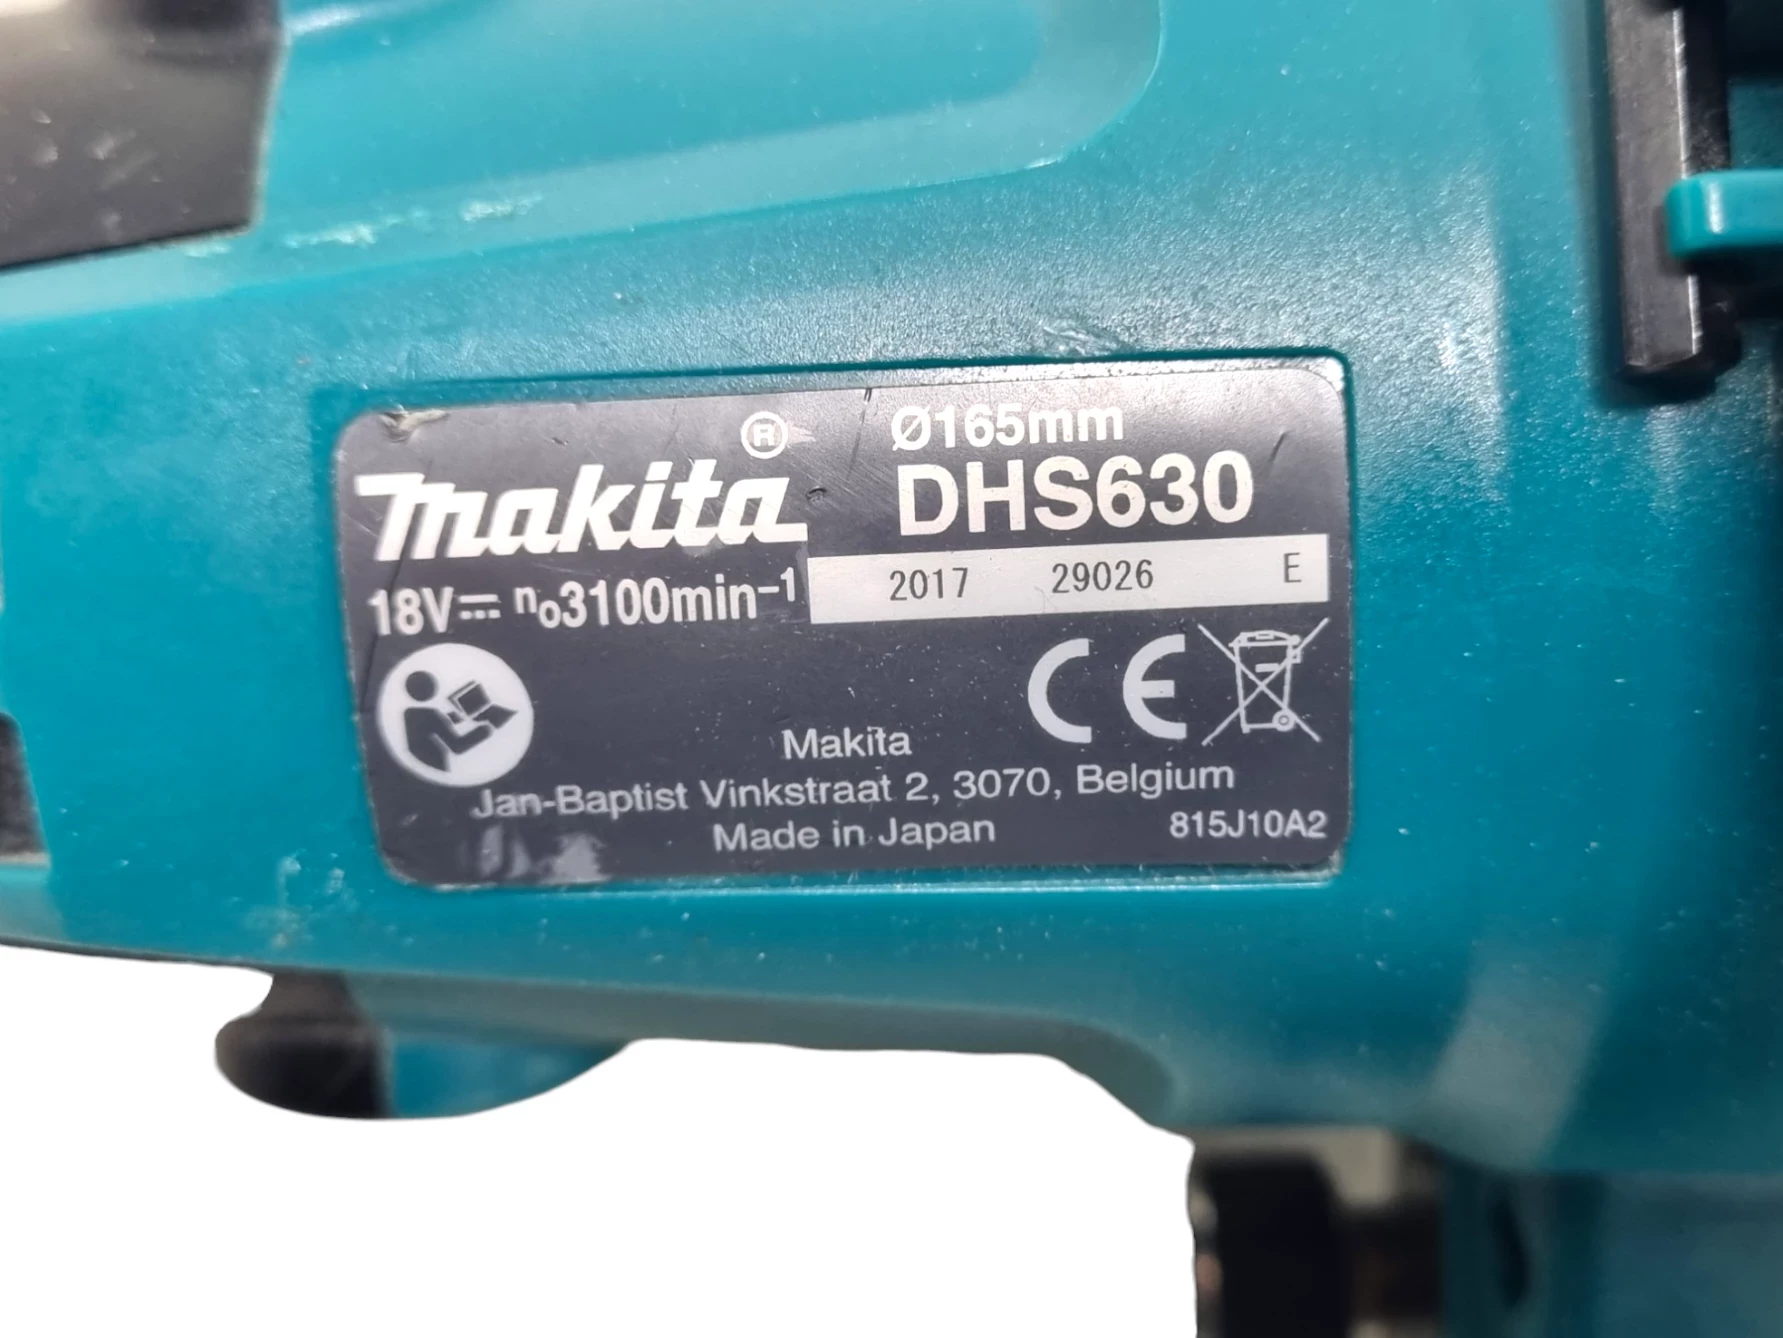 makita ®
Ø165mm
DHS630
18V⎓ n₀3100min⁻¹
2017 29026 E
CE
Makita
Jan-Baptist Vinkstraat 2, 3070, Belgium
Made in Japan
815J10A2